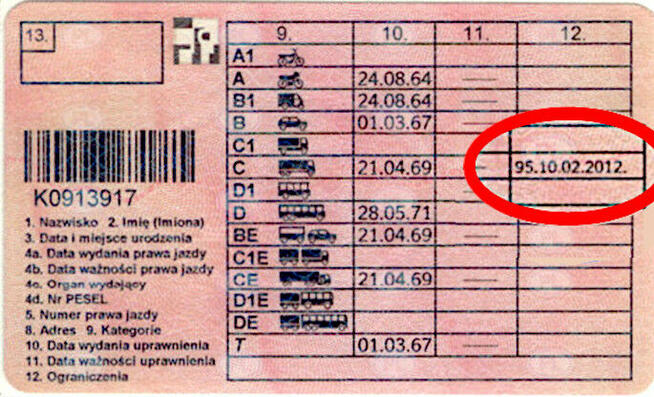 13.
K0913917
1. Nazwisko 2. Imię (Imiona)
3. Data i miejsce urodzenia
4a. Data wydania prawa jazdy
4b. Data ważności prawa jazdy
4c. Organ wydający
4d. Nr PESEL
5. Numer prawa jazdy
8. Adres 9. Kategorie
10. Data wydania uprawnienia
11. Data ważności uprawnienia
12. Ograniczenia
9. 10. 11. 12.
A1
A 24.08.64 —
B1 24.08.64 —
B 01.03.67 —
C1
C 21.04.69 — 95.10.02.2012.
D1
D 28.05.71 —
BE 21.04.69 —
C1E
CE 21.04.69 —
D1E
DE
T 01.03.67 —